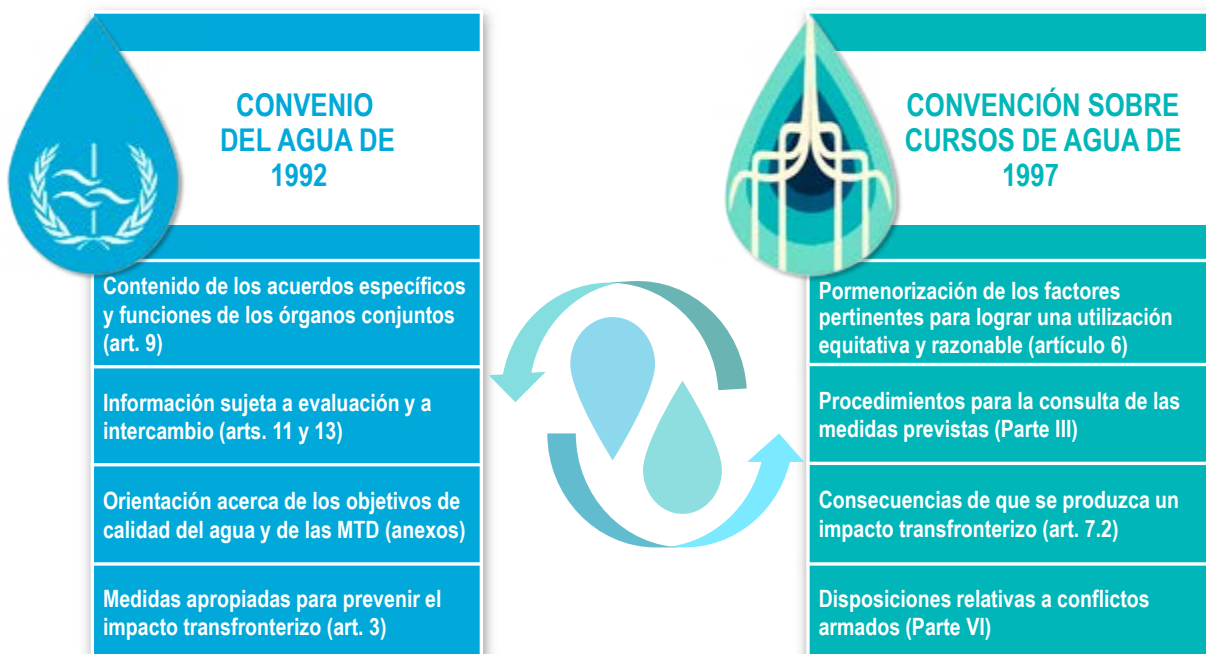 CONVENIO
DEL AGUA DE
1992
Contenido de los acuerdos específicos
y funciones de los órganos conjuntos
(art. 9)
Información sujeta a evaluación y a
intercambio (arts. 11 y 13)
Orientación acerca de los objetivos de
calidad del agua y de las MTD (anexos)
Medidas apropiadas para prevenir el
impacto transfronterizo (art. 3)
CONVENCIÓN SOBRE
CURSOS DE AGUA DE
1997
Pormenorización de los factores
pertinentes para lograr una utilización
equitativa y razonable (artículo 6)
Procedimientos para la consulta de las
medidas previstas (Parte III)
Consecuencias de que se produzca un
impacto transfronterizo (art. 7.2)
Disposiciones relativas a conflictos
armados (Parte VI)